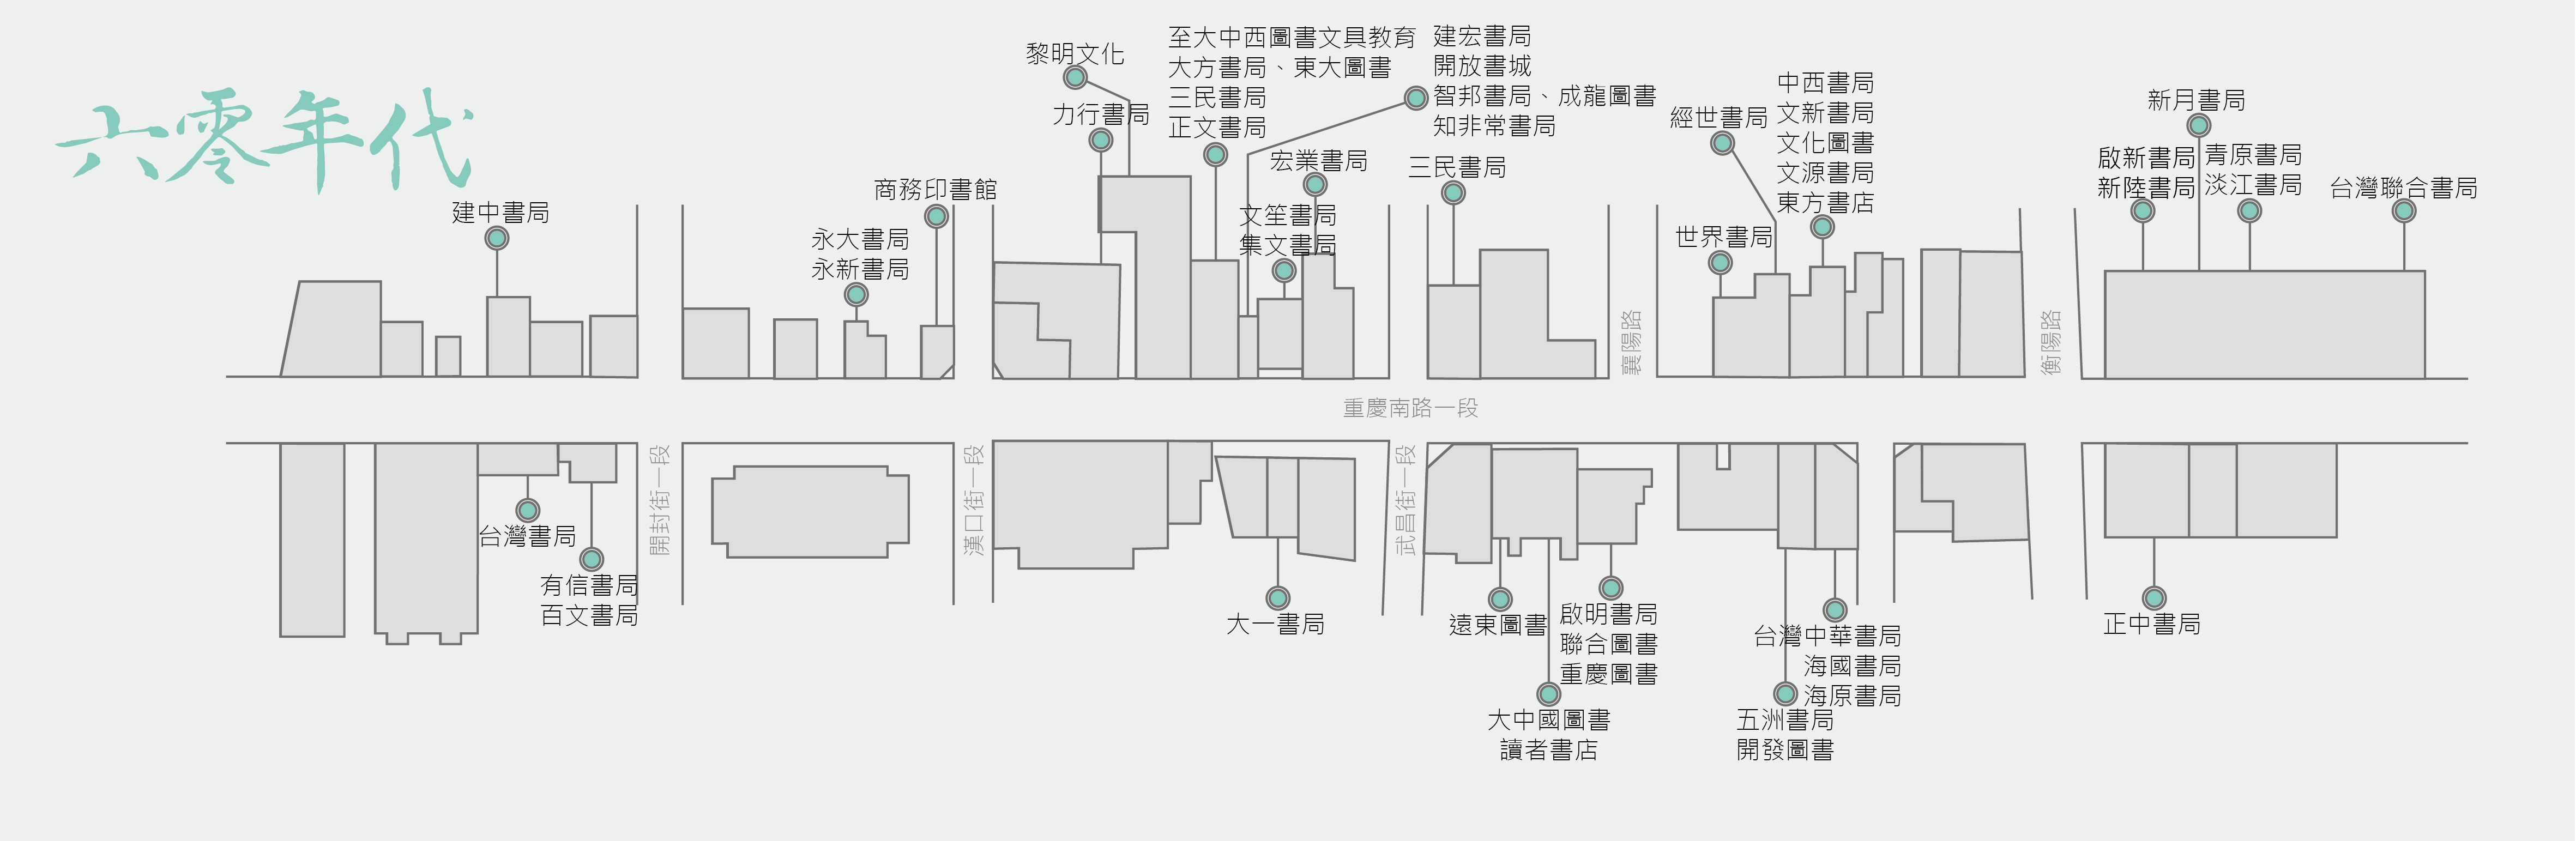 六零年代
建中書局
永大書局
永新書局
商務印書館
黎明文化
力行書局
至大中西圖書文具教育
大方書局、東大圖書
三民書局
正文書局
建宏書局
開放書城
智邦書局、成龍圖書
知非常書局
宏業書局
文笙書局
集文書局
三民書局
經世書局
世界書局
中西書局
文新書局
文化圖書
文源書局
東方書店
新月書局
啟新書局
新陸書局
青原書局
淡江書局
台灣聯合書局
襄陽路
衡陽路
重慶南路一段
開封街一段
漢口街一段
武昌街一段
台灣書局
有信書局
百文書局
大一書局
遠東圖書
大中國圖書
讀者書店
啟明書局
聯合圖書
重慶圖書
台灣中華書局
海國書局
海原書局
五洲書局
開發圖書
正中書局